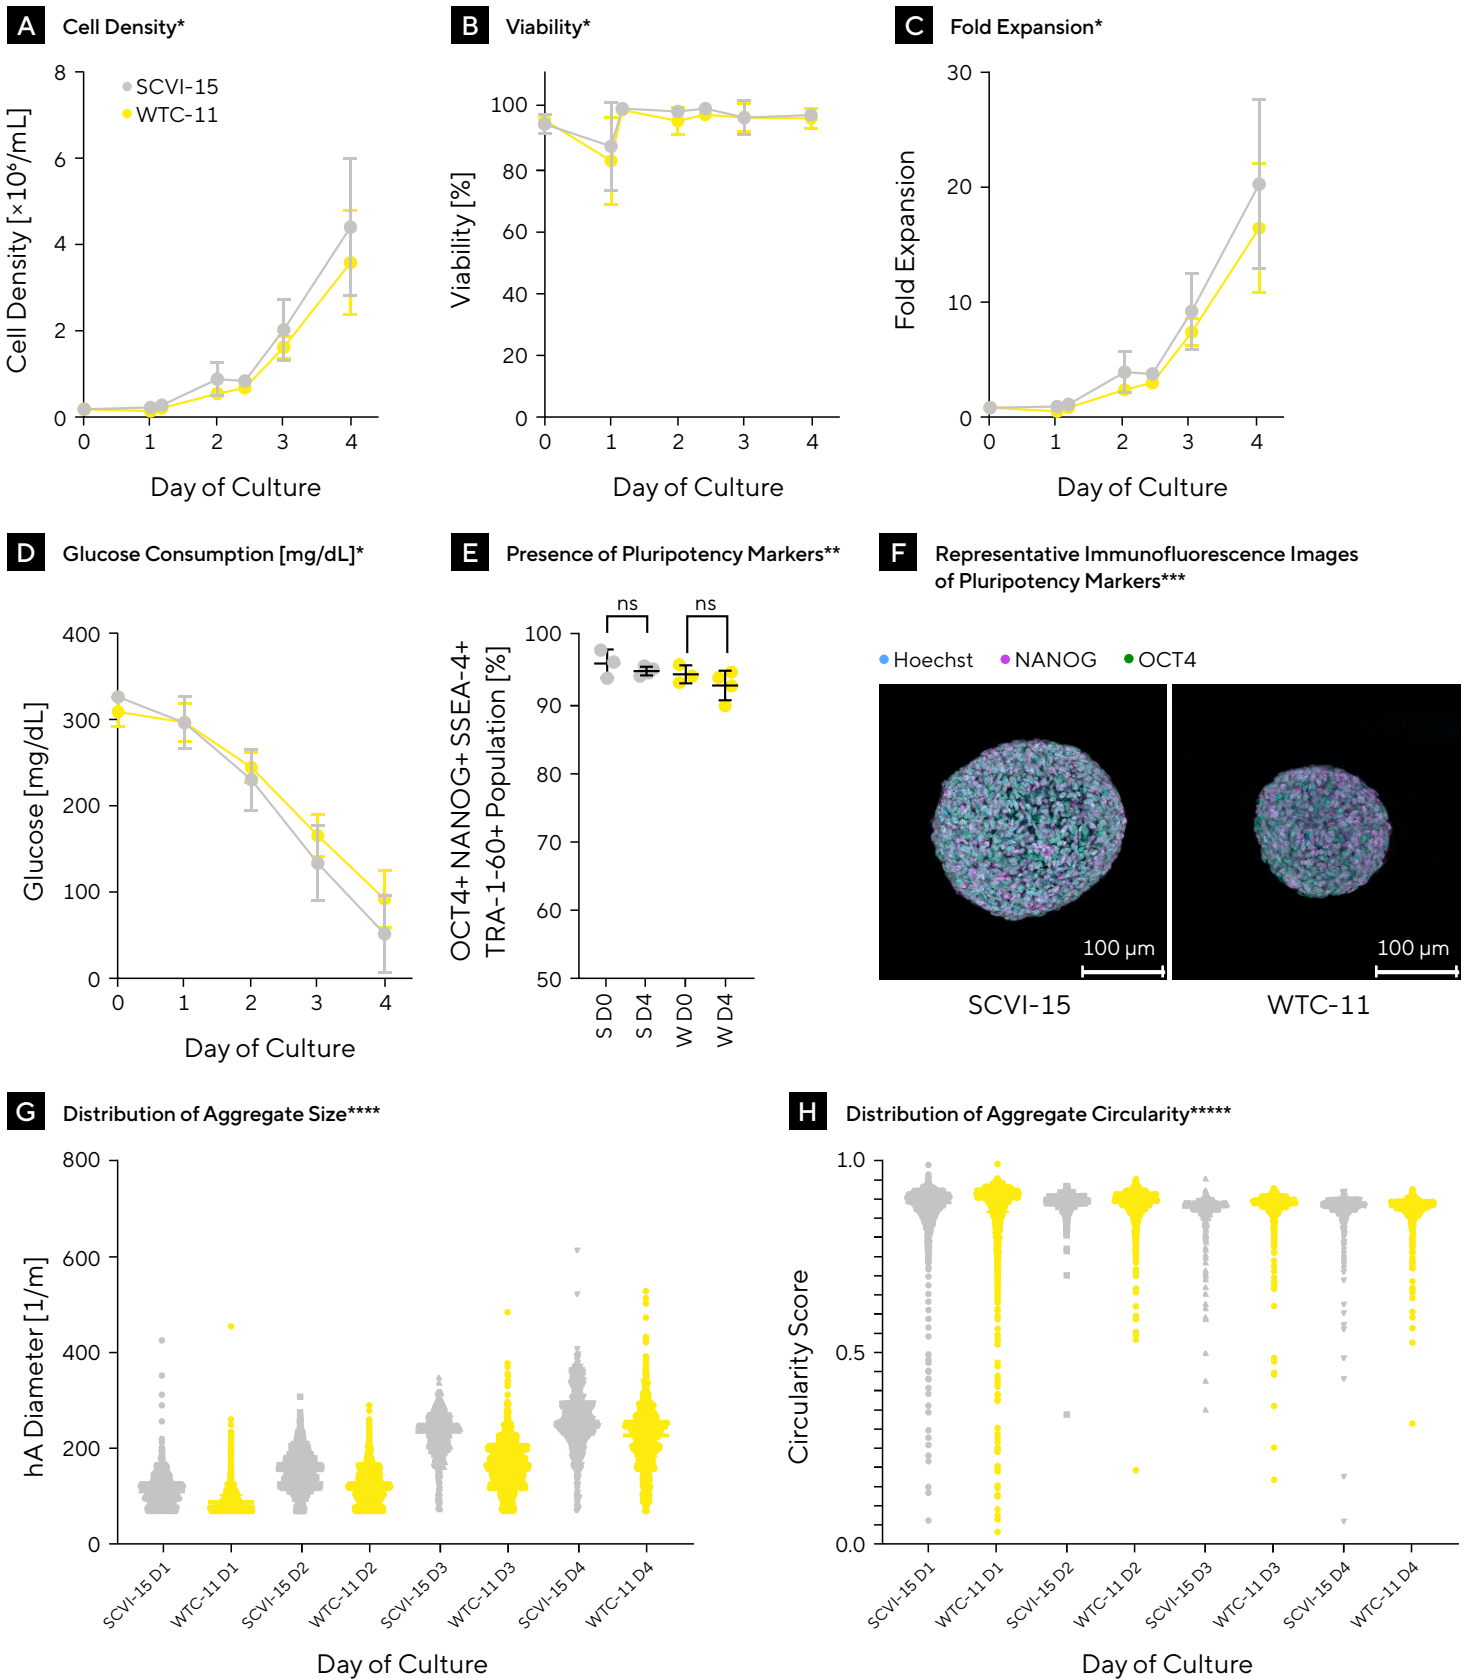 A Cell Density*
8
6
4
2
0
Cell Density [×10⁶/mL]
SCVI-15
WTC-11
0 1 2 3 4
Day of Culture
B Viability*
100
80
60
40
20
0
Viability [%]
0 1 2 3 4
Day of Culture
C Fold Expansion*
30
20
10
0
Fold Expansion
0 1 2 3 4
Day of Culture
D Glucose Consumption [mg/dL]*
400
300
200
100
0
Glucose [mg/dL]
0 1 2 3 4
Day of Culture
E Presence of Pluripotency Markers**
ns ns
100
90
80
70
60
50
OCT4+ NANOG+ SSEA-4+
TRA-1-60+ Population [%]
S D0 S D4 W D0 W D4
F Representative Immunofluorescence Images
of Pluripotency Markers***
Hoechst NANOG OCT4
100 µm 100 µm
SCVI-15 WTC-11
G Distribution of Aggregate Size****
800
600
400
200
0
hA Diameter [1/m]
SCVI-15 D1 WTC-11 D1 SCVI-15 D2 WTC-11 D2 SCVI-15 D3 WTC-11 D3 SCVI-15 D4 WTC-11 D4
Day of Culture
H Distribution of Aggregate Circularity*****
1.0
0.5
0.0
Circularity Score
SCVI-15 D1 WTC-11 D1 SCVI-15 D2 WTC-11 D2 SCVI-15 D3 WTC-11 D3 SCVI-15 D4 WTC-11 D4
Day of Culture